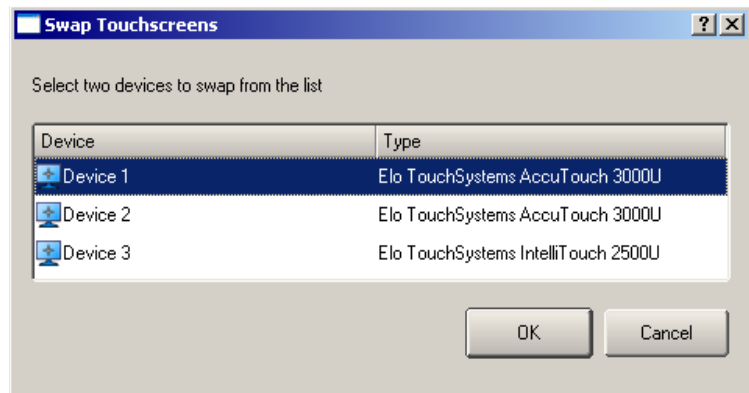 Swap Touchscreens
Select two devices to swap from the list
Device Type
Device 1 Elo TouchSystems AccuTouch 3000U
Device 2 Elo TouchSystems AccuTouch 3000U
Device 3 Elo TouchSystems IntelliTouch 2500U
OK Cancel